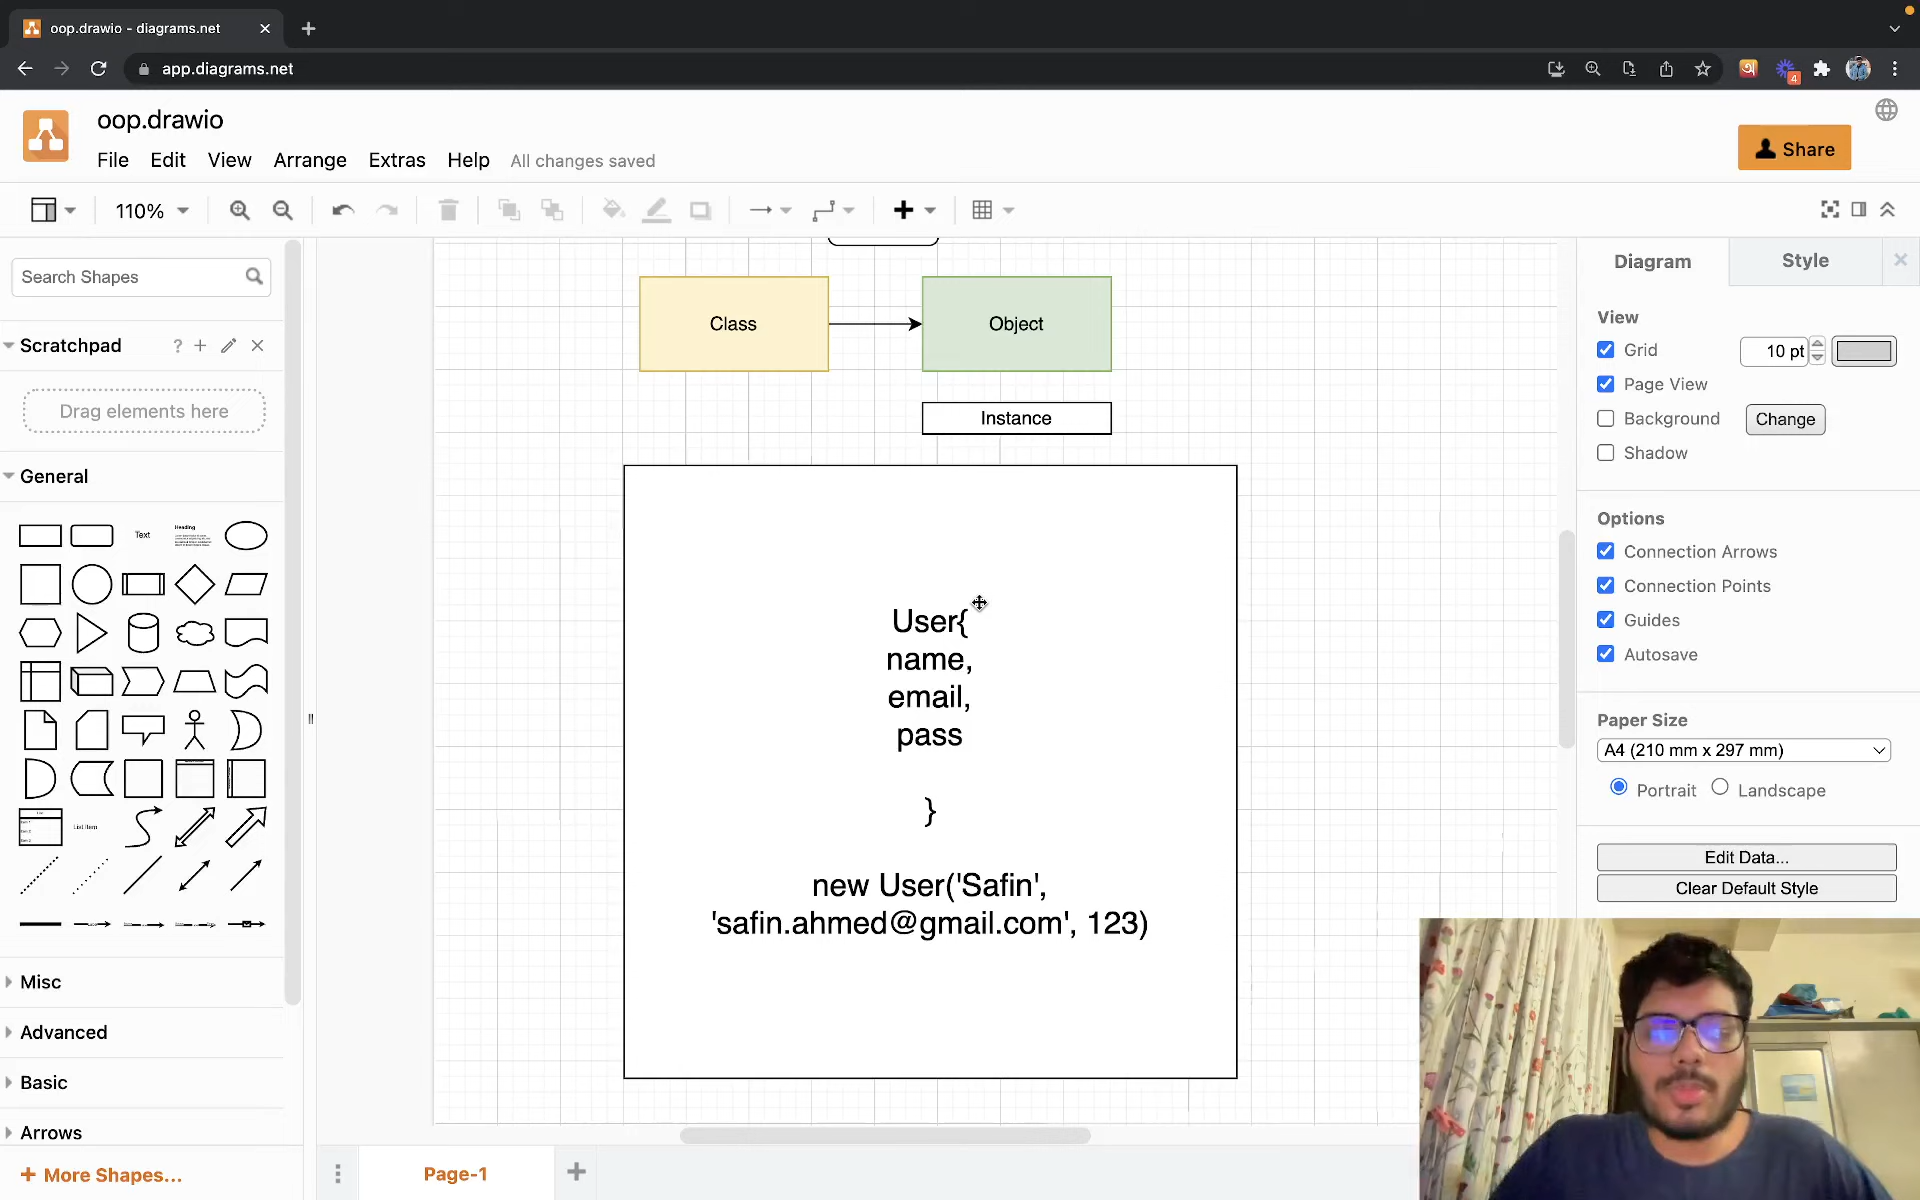 oop.drawio - diagrams.net
app.diagrams.net
4
oop.drawio
File Edit View Arrange Extras Help All changes saved
Share
110%
Search Shapes
Scratchpad ? +
Drag elements here
General
Text
Heading
List Item
Misc
Advanced
Basic
Arrows
+ More Shapes...
Class
Object
Instance
User{
name,
email,
pass
}
new User('Safin',
'safin.ahmed@gmail.com', 123)
Page-1
Diagram Style
View
Grid 10 pt
Page View
Background Change
Shadow
Options
Connection Arrows
Connection Points
Guides
Autosave
Paper Size
A4 (210 mm x 297 mm)
Portrait Landscape
Edit Data...
Clear Default Style